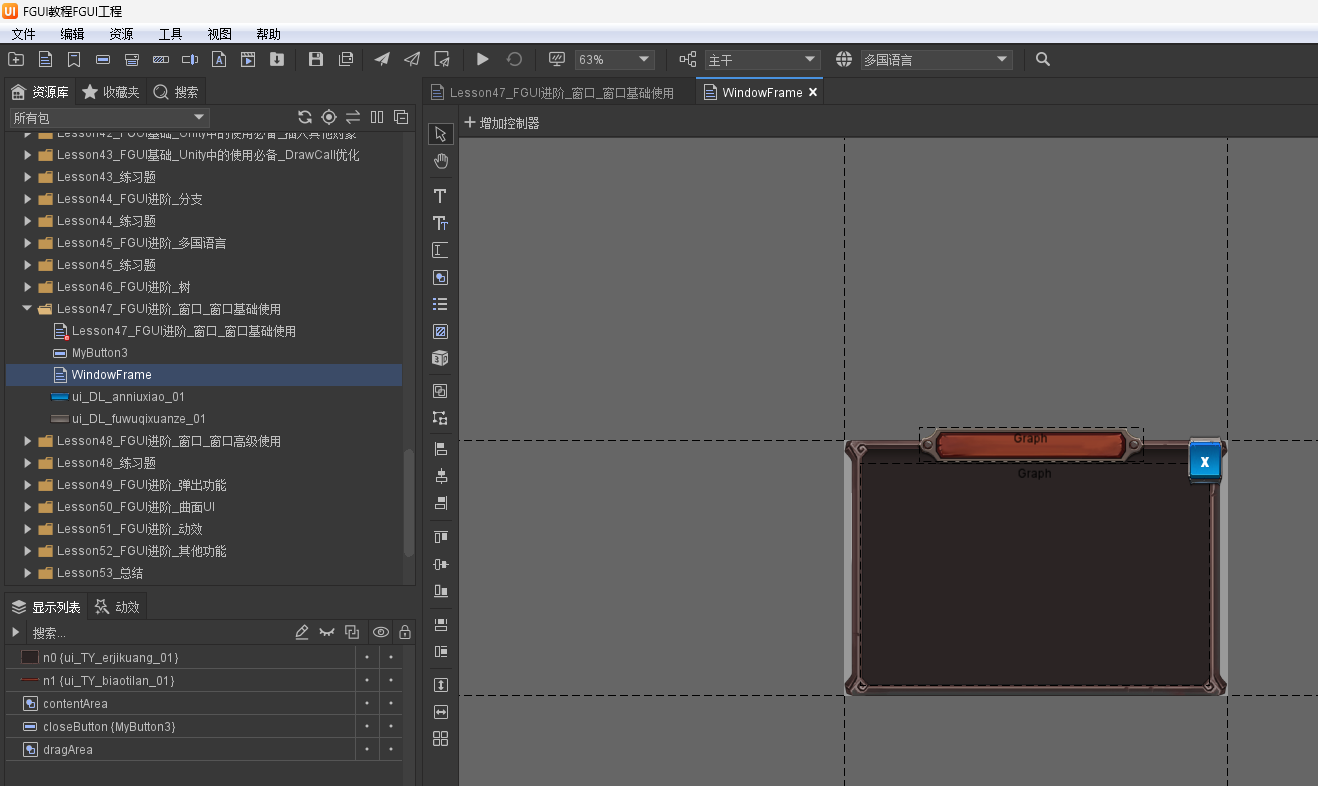 UI FGUI教程FGUI工程
文件 编辑 资源 工具 视图 帮助
63% 主干 多国语言
资源库 收藏夹 搜索
Lesson47_FGUI进阶_窗口_窗口基础使用 WindowFrame ×
所有包
增加控制器
Lesson42_FGUI基础_Unity中的使用必备_插入其他对象
Lesson43_FGUI基础_Unity中的使用必备_DrawCall优化
Lesson43_练习题
Lesson44_FGUI进阶_分支
Lesson44_练习题
Lesson45_FGUI进阶_多国语言
Lesson45_练习题
Lesson46_FGUI进阶_树
Lesson47_FGUI进阶_窗口_窗口基础使用
Lesson47_FGUI进阶_窗口_窗口基础使用
MyButton3
WindowFrame
ui_DL_anniuxiao_01
ui_DL_fuwuqixuanze_01
Lesson48_FGUI进阶_窗口_窗口高级使用
Lesson48_练习题
Lesson49_FGUI进阶_弹出功能
Lesson50_FGUI进阶_曲面UI
Lesson51_FGUI进阶_动效
Lesson52_FGUI进阶_其他功能
Lesson53_总结
Graph
x
Graph
显示列表 动效
搜索...
n0 {ui_TY_erjikuang_01}
n1 {ui_TY_biaotilan_01}
contentArea
closeButton {MyButton3}
dragArea